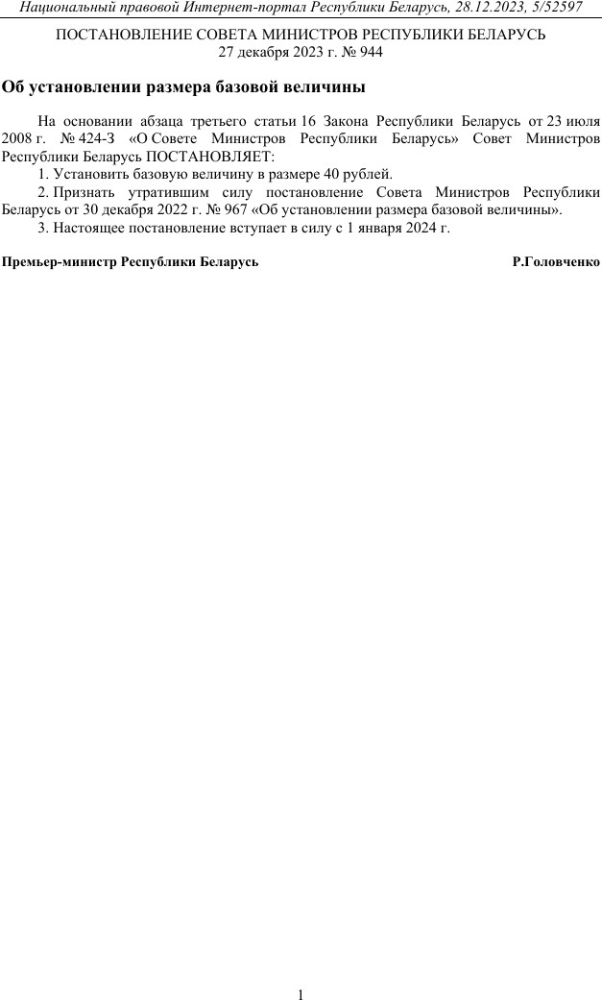 Национальный правовой Интернет-портал Республики Беларусь, 28.12.2023, 5/52597
ПОСТАНОВЛЕНИЕ СОВЕТА МИНИСТРОВ РЕСПУБЛИКИ БЕЛАРУСЬ
27 декабря 2023 г. № 944
Об установлении размера базовой величины
На основании абзаца третьего статьи 16 Закона Республики Беларусь от 23 июля
2008 г. № 424-З «О Совете Министров Республики Беларусь» Совет Министров
Республики Беларусь ПОСТАНОВЛЯЕТ:
1. Установить базовую величину в размере 40 рублей.
2. Признать утратившим силу постановление Совета Министров Республики
Беларусь от 30 декабря 2022 г. № 967 «Об установлении размера базовой величины».
3. Настоящее постановление вступает в силу с 1 января 2024 г.
Премьер-министр Республики Беларусь Р.Головченко
1